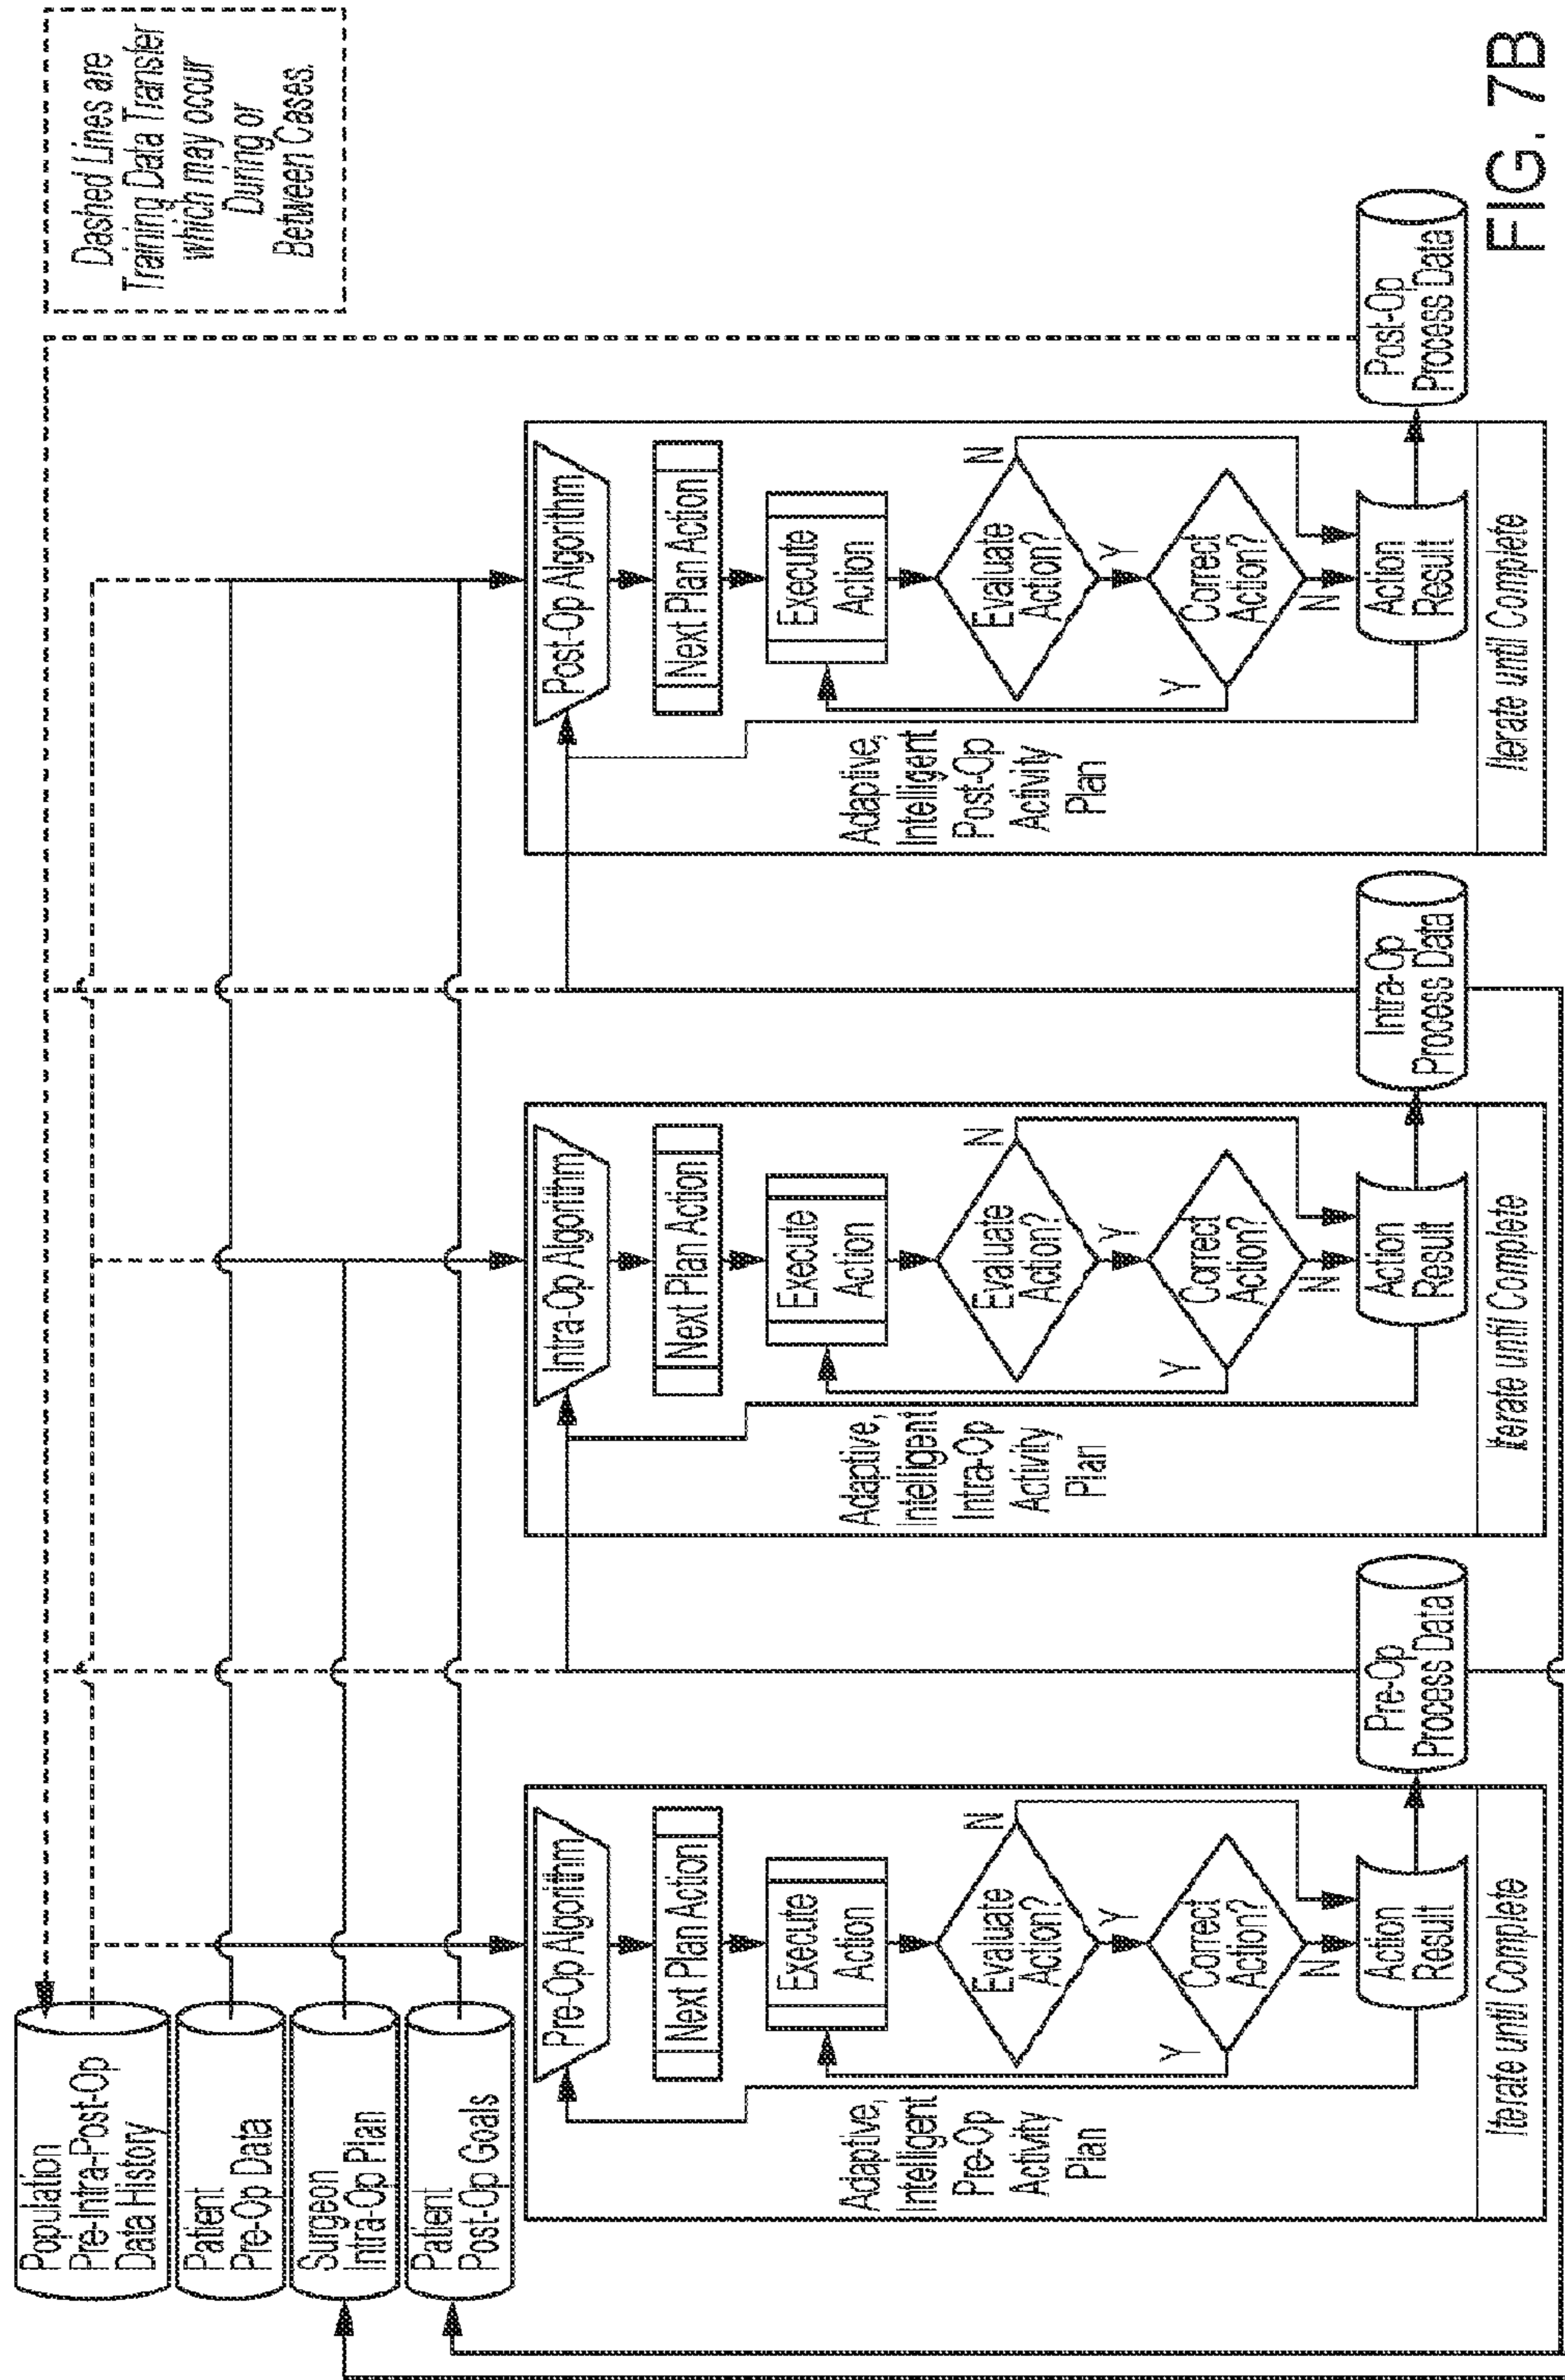 Population
Pre-Intra-Post-Op
Data History
Patient
Pre-Op Data
Surgeon
Intra-Op Plan
Patient
Post-Op Goals
Dashed Lines are
Training Data Transfer
which may occur
During or
Between Cases.
Adaptive,
Intelligent
Pre-Op
Activity
Plan
Pre-Op Algorithm
Next Plan Action
Execute
Action
Evaluate
Action?
N
Y
Correct
Action?
Y
N
Action
Result
Iterate until Complete
Pre-Op
Process Data
Adaptive,
Intelligent
Intra-Op
Activity
Plan
Intra-Op Algorithm
Next Plan Action
Execute
Action
Evaluate
Action?
N
Y
Correct
Action?
Y
N
Action
Result
Iterate until Complete
Intra-Op
Process Data
Adaptive,
Intelligent
Post-Op
Activity
Plan
Post-Op Algorithm
Next Plan Action
Execute
Action
Evaluate
Action?
N
Y
Correct
Action?
Y
N
Action
Result
Iterate until Complete
Post-Op
Process Data
FIG. 7B